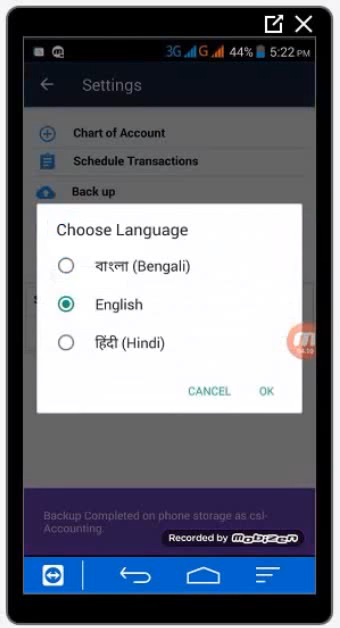 3G G 44% 5:22 PM
Settings
Chart of Account
Schedule Transactions
Back up
Choose Language
বাংলা (Bengali)
English
हिंदी (Hindi)
CANCEL OK
Backup Completed on phone storage as csl-
Accounting.
Recorded by mobizen